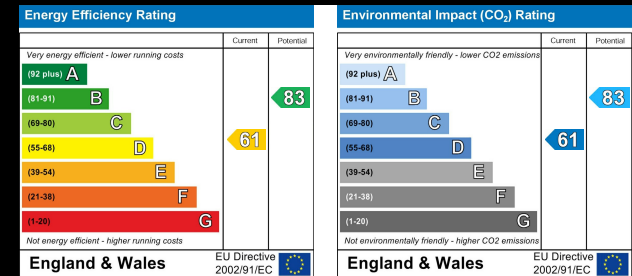 Energy Efficiency Rating
Current Potential
Very energy efficient - lower running costs
(92 plus) A
(81-91) B
83
(69-80) C
(55-68) D
61
(39-54) E
(21-38) F
(1-20) G
Not energy efficient - higher running costs
England & Wales
EU Directive
2002/91/EC
Environmental Impact (CO₂) Rating
Current Potential
Very environmentally friendly - lower CO2 emissions
(92 plus) A
(81-91) B
83
(69-80) C
(55-68) D
61
(39-54) E
(21-38) F
(1-20) G
Not environmentally friendly - higher CO2 emissions
England & Wales
EU Directive
2002/91/EC